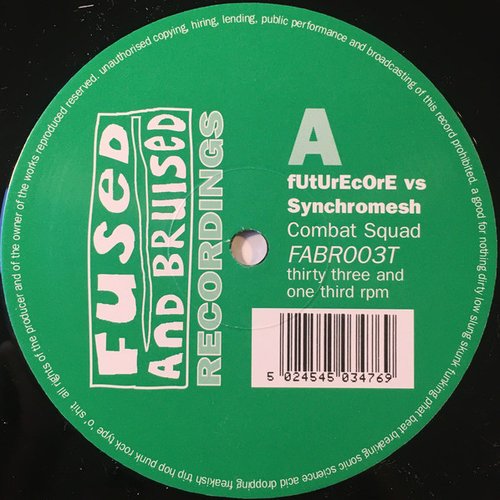 FUSED
AND BRUISED
RECORDINGS
A
fUtUrEcOrE vs
Synchromesh
Combat Squad
FABR003T
thirty three and
one third rpm
5 024545 034769
all rights of the producer and of the owner of the works reproduced reserved. unauthorised copying, hiring, lending, public performance and broadcasting of this record prohibited. a good for nothing dirty low slung skunk funking phat beat breaking sonic science acid dropping freakish trip hop punk rock type 'o' shit